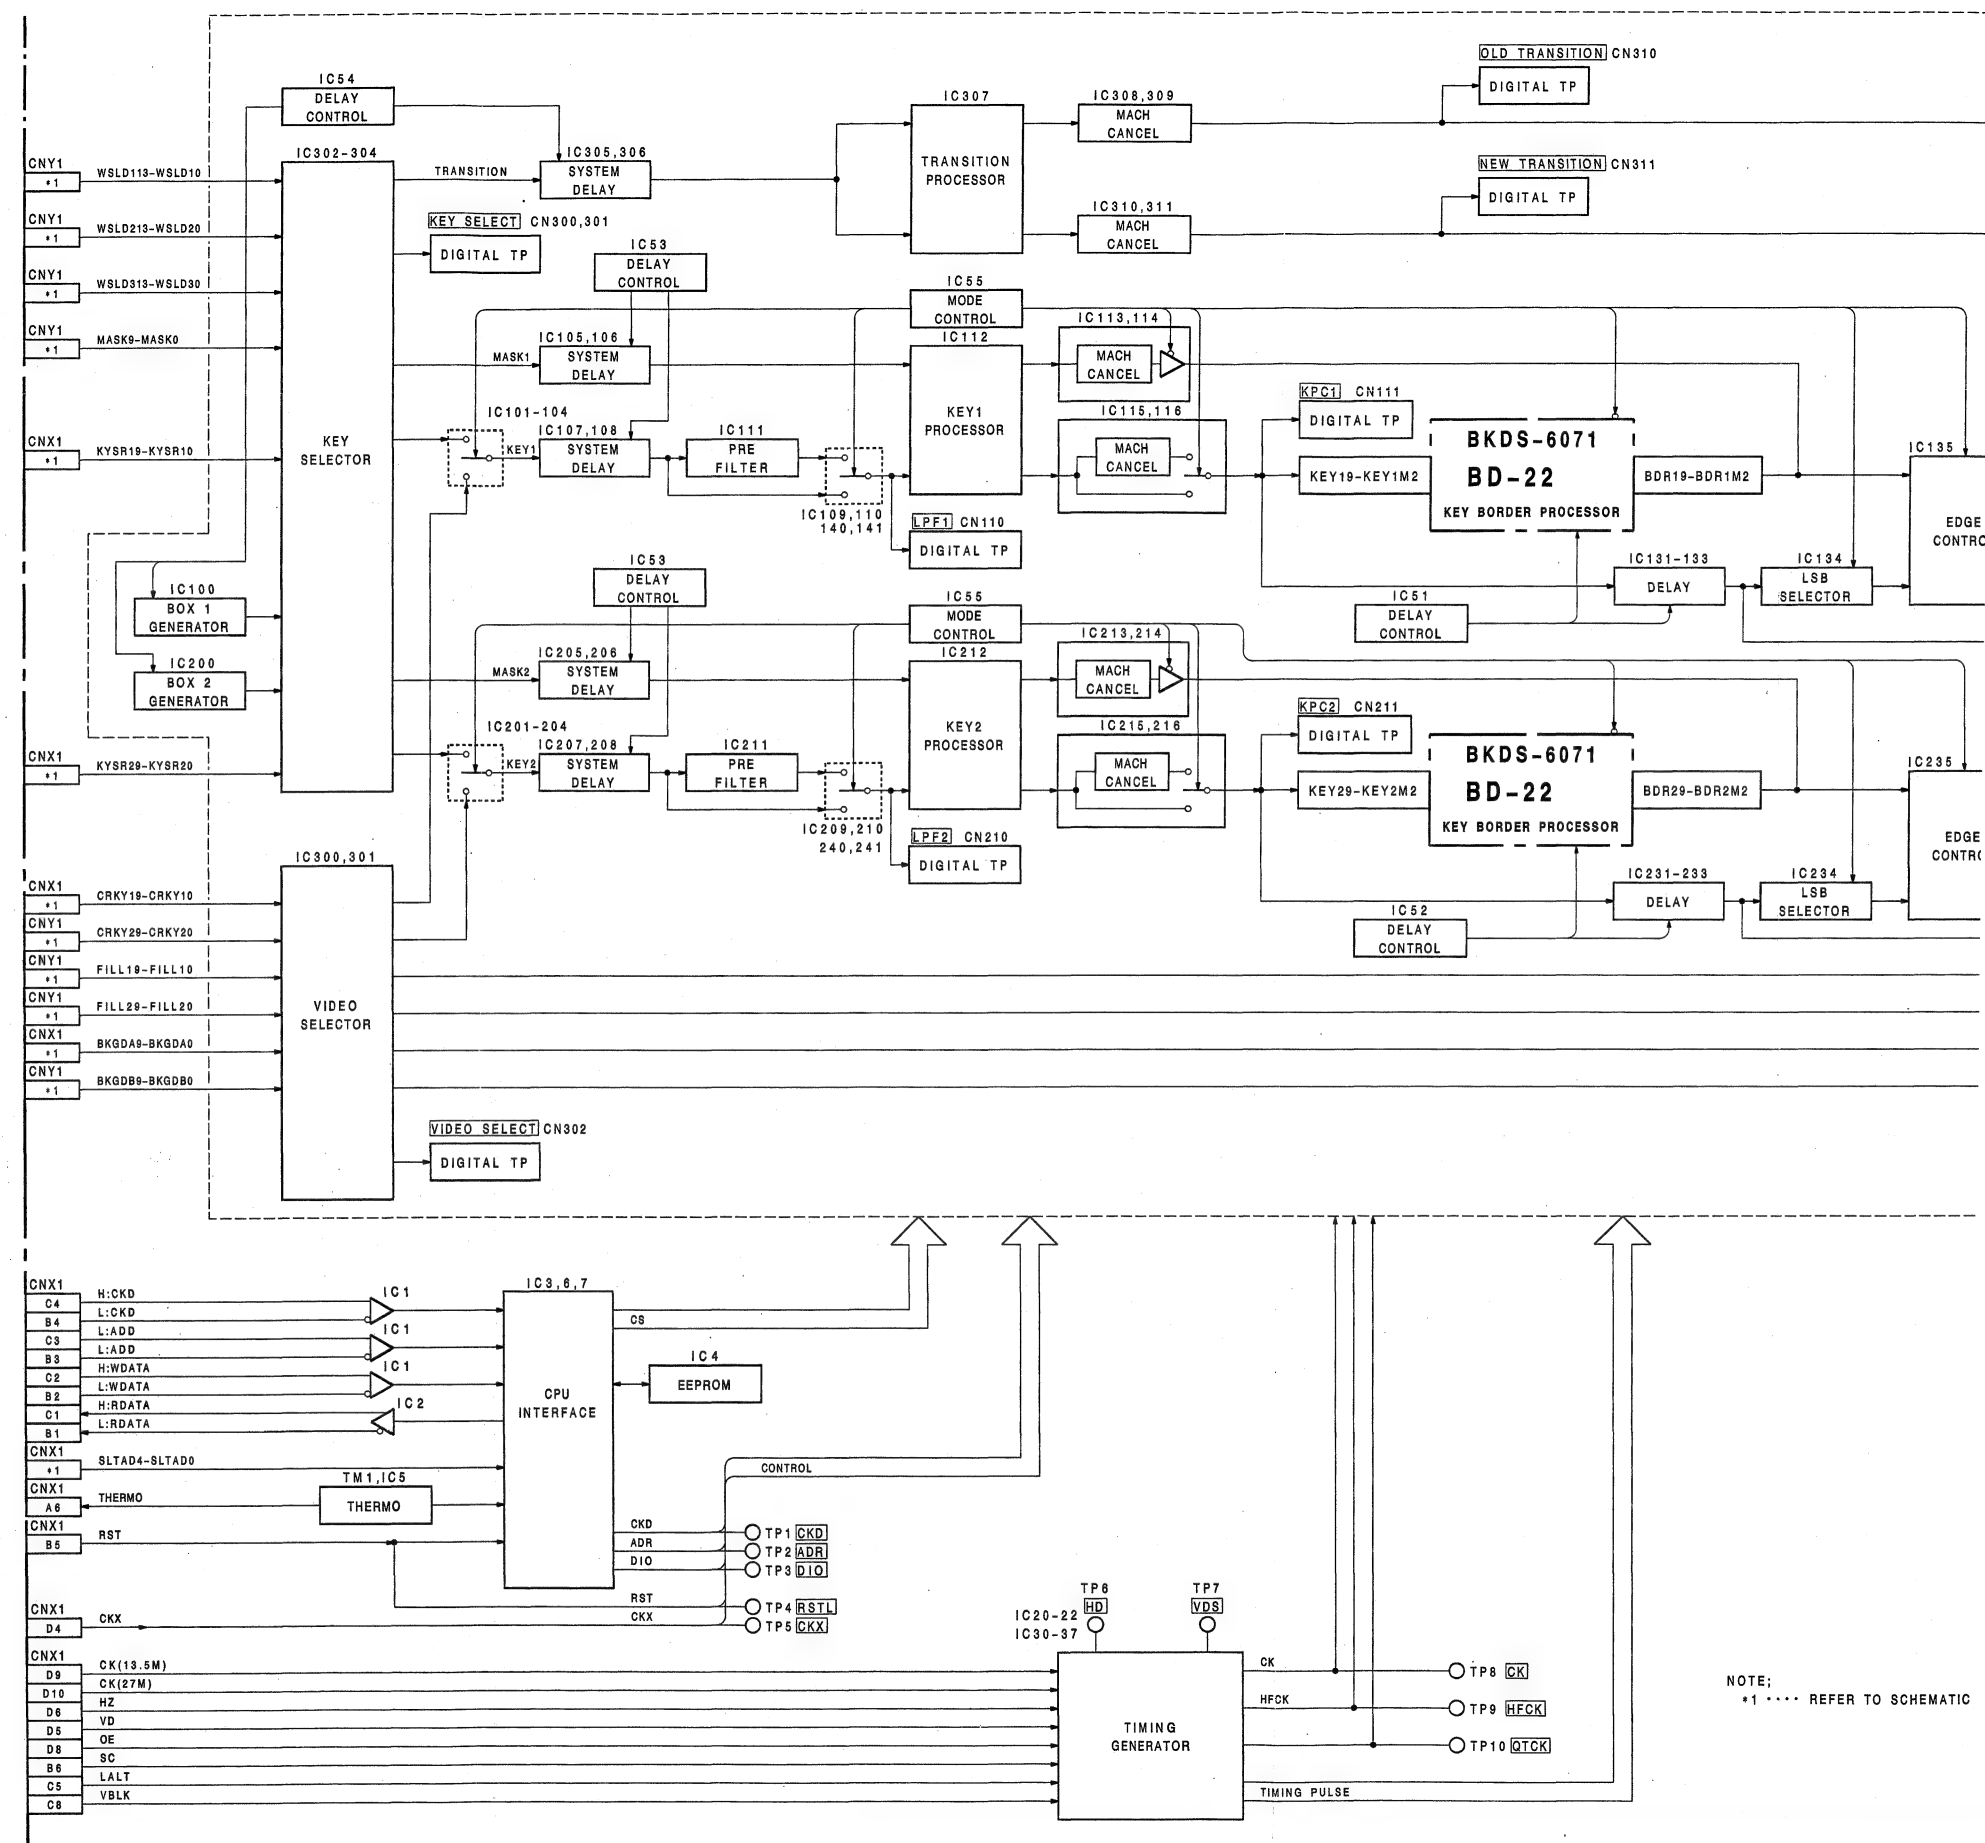 OLD TRANSITION CN310
DIGITAL TP
IC54
DELAY
CONTROL
IC307
TRANSITION
PROCESSOR
IC308,309
MACH
CANCEL
CNY1
*1
WSLD113-WSLD10
IC302-304
KEY
SELECTOR
TRANSITION
IC305,306
SYSTEM
DELAY
NEW TRANSITION CN311
DIGITAL TP
IC310,311
MACH
CANCEL
CNY1
*1
WSLD213-WSLD20
KEY SELECT CN300,301
DIGITAL TP
IC53
DELAY
CONTROL
CNY1
*1
WSLD313-WSLD30
IC55
MODE
CONTROL
CNY1
*1
MASK9-MASK0
MASK1
IC105,106
SYSTEM
DELAY
IC112
KEY1
PROCESSOR
IC113,114
MACH
CANCEL
IC115,116
MACH
CANCEL
KPC1 CN111
DIGITAL TP
CNX1
*1
KYSR19-KYSR10
IC101-104
KEY1
IC107,108
SYSTEM
DELAY
IC111
PRE
FILTER
IC109,110
140,141
LPF1 CN110
DIGITAL TP
KEY19-KEY1M2
BKDS-6071
BD-22
KEY BORDER PROCESSOR
BDR19-BDR1M2
IC135
EDGE
CONTRO
IC131-133
DELAY
IC134
LSB
SELECTOR
IC51
DELAY
CONTROL
IC53
DELAY
CONTROL
IC100
BOX 1
GENERATOR
IC55
MODE
CONTROL
IC200
BOX 2
GENERATOR
MASK2
IC205,206
SYSTEM
DELAY
IC212
KEY2
PROCESSOR
IC213,214
MACH
CANCEL
IC215,216
MACH
CANCEL
KPC2 CN211
DIGITAL TP
CNX1
*1
KYSR29-KYSR20
IC201-204
KEY2
IC207,208
SYSTEM
DELAY
IC211
PRE
FILTER
IC209,210
240,241
LPF2 CN210
DIGITAL TP
KEY29-KEY2M2
BKDS-6071
BD-22
KEY BORDER PROCESSOR
BDR29-BDR2M2
IC235
EDGE
IC231-233
DELAY
IC234
LSB
SELECTOR
IC52
DELAY
CONTROL
IC300,301
VIDEO
SELECTOR
CNX1
*1
CRKY19-CRKY10
CNY1
*1
CRKY29-CRKY20
CNY1
*1
FILL19-FILL10
CNY1
*1
FILL29-FILL20
CNX1
*1
BKGDA9-BKGDA0
CNY1
*1
BKGDB9-BKGDB0
VIDEO SELECT CN302
DIGITAL TP
CNX1
C4
H:CKD
B4
L:CKD
IC1
C3
L:ADD
B3
L:ADD
IC1
C2
H:WDATA
B2
L:WDATA
IC1
C1
H:RDATA
B1
L:RDATA
IC2
IC3,6,7
CPU
INTERFACE
CS
IC4
EEPROM
CNX1
*1
SLTAD4-SLTAD0
CNX1
A6
THERMO
TM1,IC5
THERMO
CNX1
B5
RST
CONTROL
CKD
TP1 CKD
ADR
TP2 ADR
DIO
TP3 DIO
RST
TP4 RSTL
CNX1
D4
CKX
CKX
TP5 CKX
CNX1
D9
CK(13.5M)
D10
CK(27M)
D6
HZ
D5
VD
D8
OE
B6
SC
C5
LALT
C8
VBLK
IC20-22
IC30-37
TP6
HD
TP7
VDS
TIMING
GENERATOR
CK
TP8 CK
HFCK
TP9 HFCK
TP10 QTCK
TIMING PULSE
NOTE;
*1 ···· REFER TO SCHEMATIC